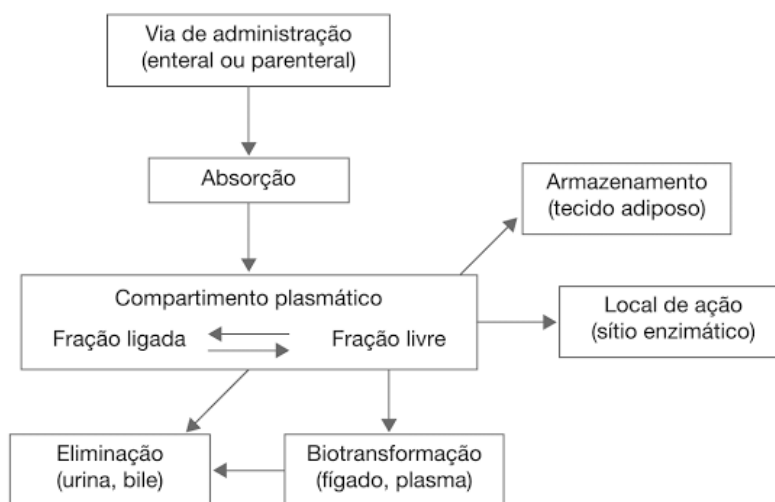 Via de administração
(enteral ou parenteral)
Absorção
Armazenamento
(tecido adiposo)
Compartimento plasmático
Fração ligada
Fração livre
Local de ação
(sítio enzimático)
Eliminação
(urina, bile)
Biotransformação
(fígado, plasma)